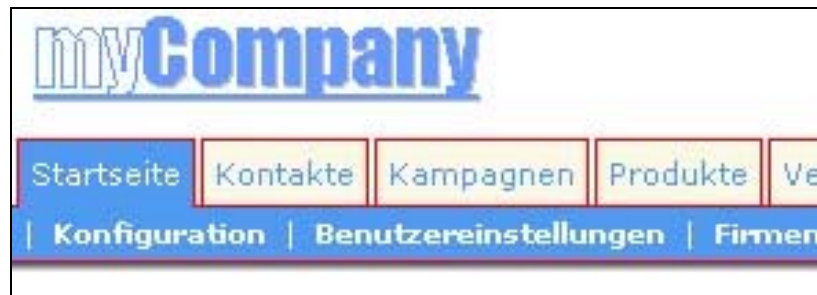 myCompany
Startseite Kontakte Kampagnen Produkte
| Konfiguration | Benutzereinstellungen |